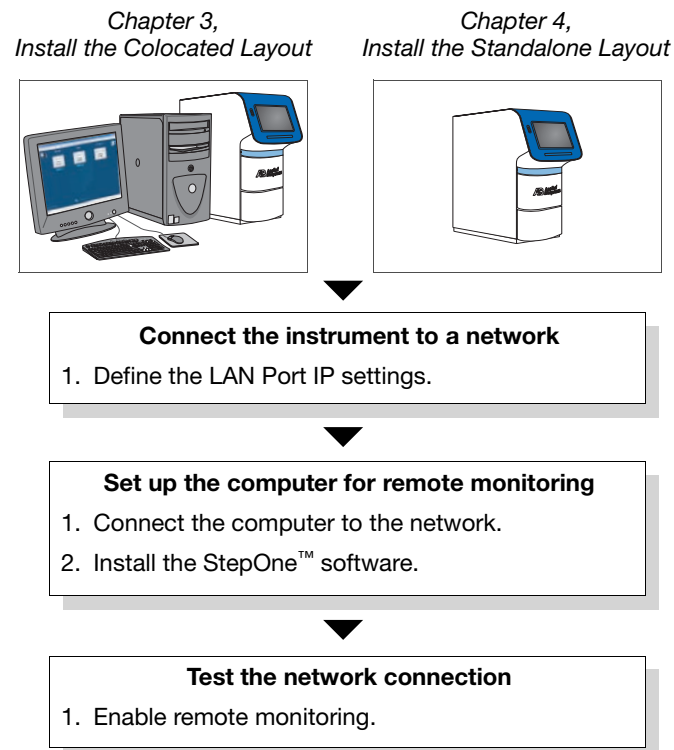 Chapter 3,
Install the Colocated Layout
Chapter 4,
Install the Standalone Layout
Connect the instrument to a network
1. Define the LAN Port IP settings.
Set up the computer for remote monitoring
1. Connect the computer to the network.
2. Install the StepOne™ software.
Test the network connection
1. Enable remote monitoring.